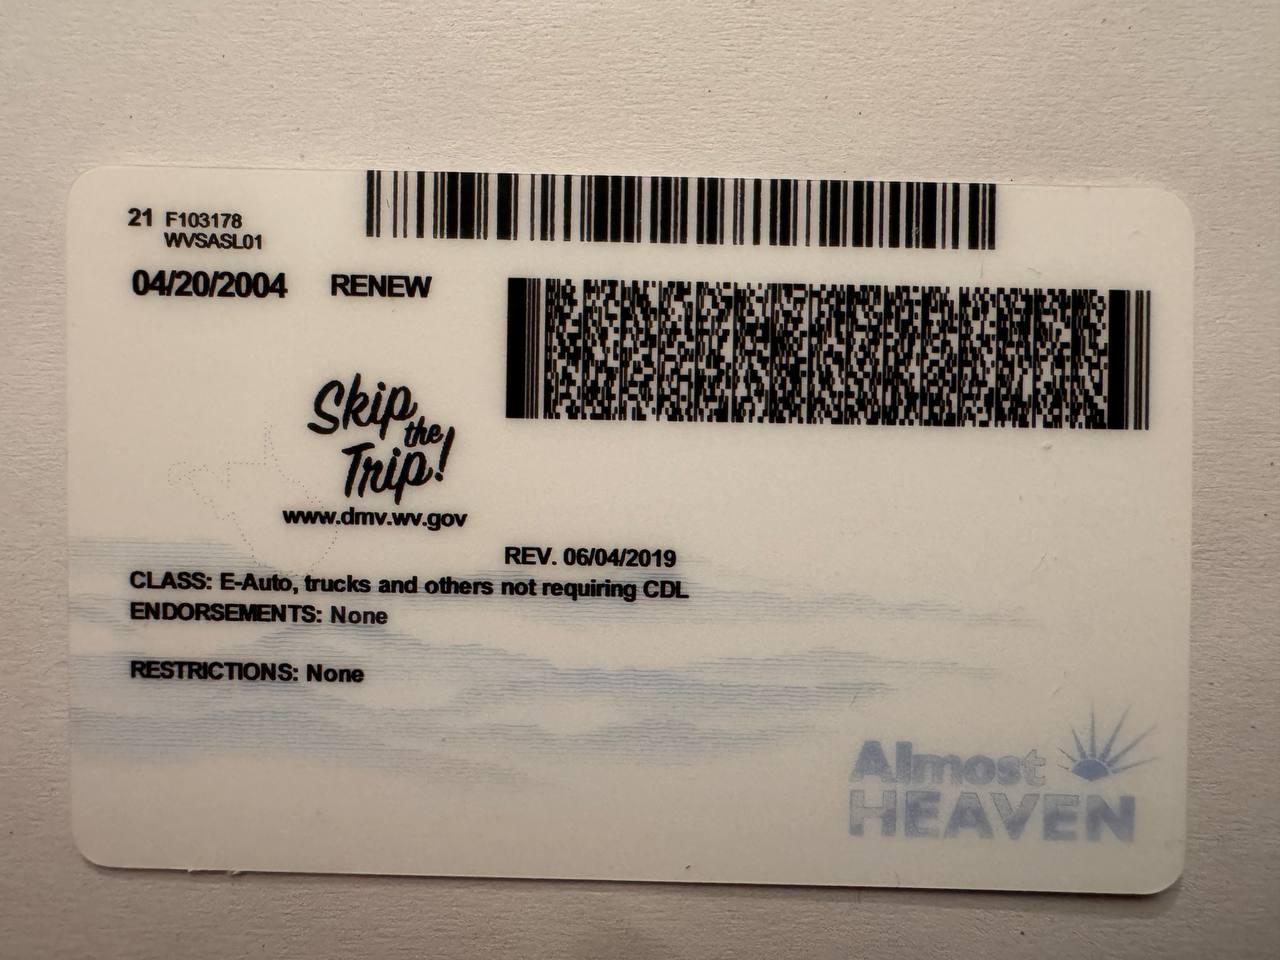 21 F103178
WVSASL01
04/20/2004 RENEW
Skip
the
Trip!
www.dmv.wv.gov
REV. 06/04/2019
CLASS: E-Auto, trucks and others not requiring CDL
ENDORSEMENTS: None
RESTRICTIONS: None
Almost
HEAVEN